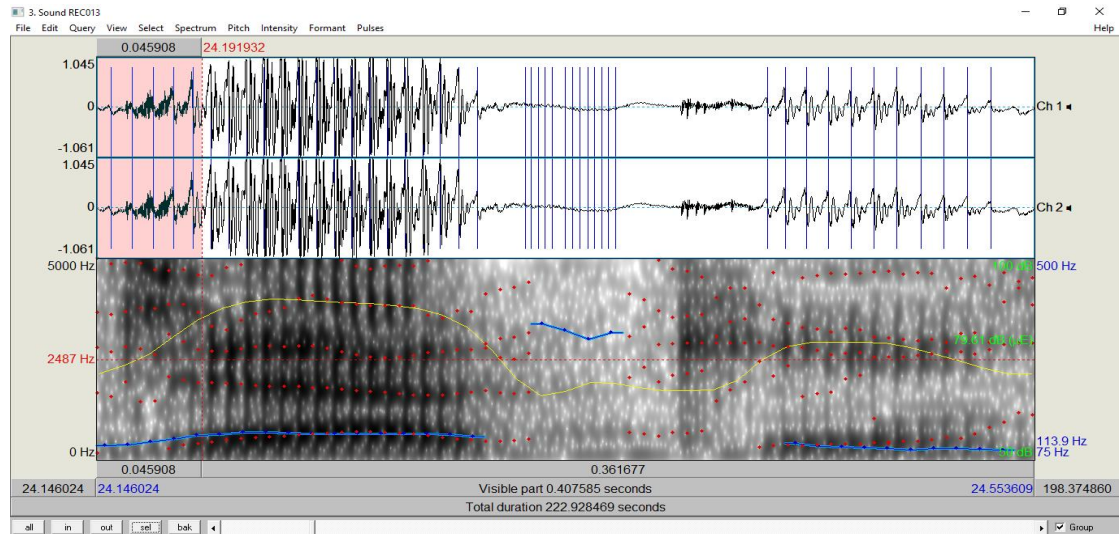 3. Sound REC013
File Edit Query View Select Spectrum Pitch Intensity Formant Pulses Help
0.045908 24.191932
1.045
0
-1.061
Ch 1
1.045
0
-1.061
Ch 2
5000 Hz 500 Hz
2487 Hz
113.9 Hz
0 Hz 75 Hz
0.045908 0.361677
24.146024 24.146024 Visible part 0.407585 seconds 24.553609 198.374860
Total duration 222.928469 seconds
all in out sel bak Group